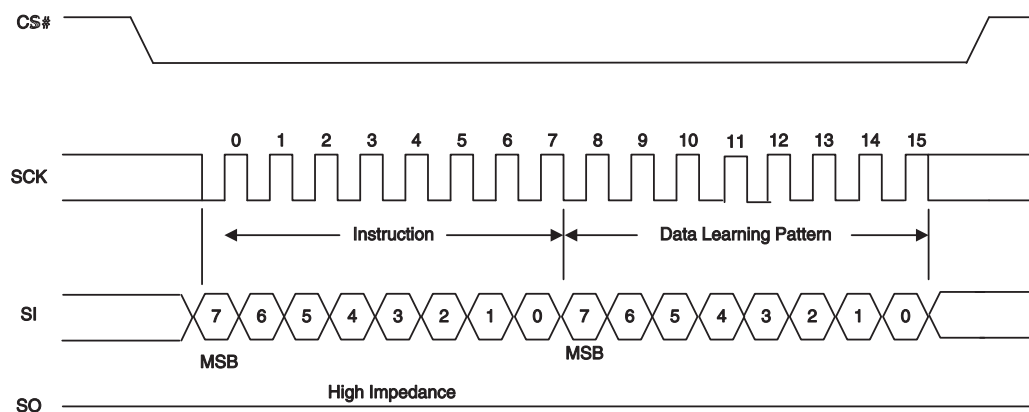 CS#
0 1 2 3 4 5 6 7 8 9 10 11 12 13 14 15
SCK
Instruction Data Learning Pattern
SI 7 6 5 4 3 2 1 0 7 6 5 4 3 2 1 0
MSB MSB
High Impedance
SO